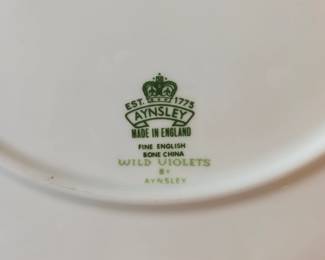 EST. 1775
AYNSLEY
MADE IN ENGLAND
FINE ENGLISH
BONE CHINA
WILD VIOLETS
BY
AYNSLEY